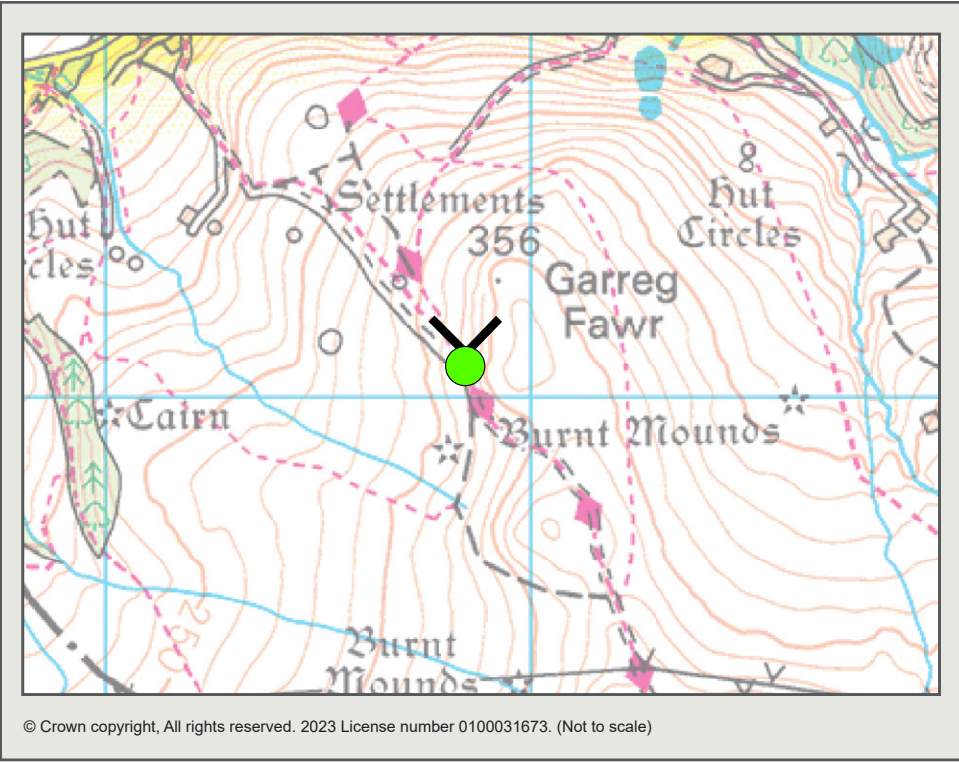 Settlements
356
Hut
Circles
8
Hut
cles
Garreg
Fawr
Cairn
Burnt Mounds
250
Burnt
Mounds
© Crown copyright, All rights reserved. 2023 License number 0100031673. (Not to scale)